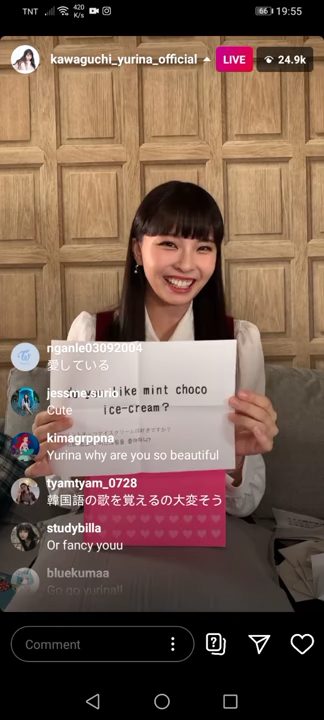 TNT
420
K/s
66
19:55
kawaguchi_yurina_official
LIVE
24.9k
like mint choco
ice-cream?
nganle03092004
愛している
jessme.suric
Cute
kimagrppna
Yurina why are you so beautiful
tyamtyam_0728
韓国語の歌を覚えるの大変そう
studybilla
Or fancy youu
bluekumaa
Go go yurina!!
Comment